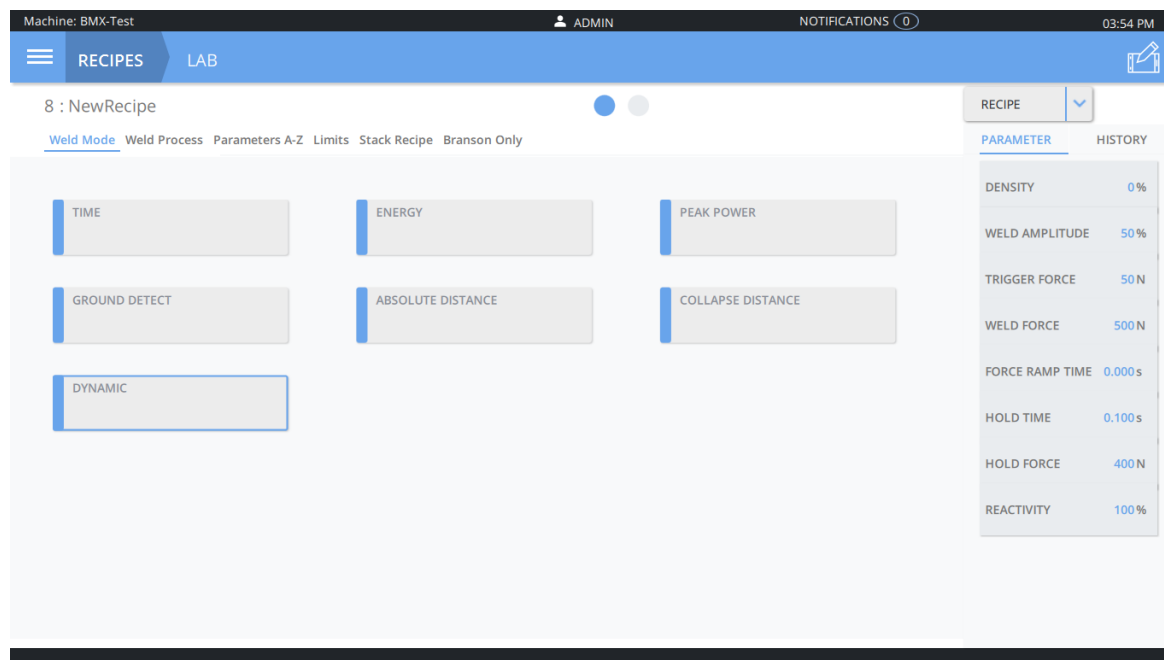 Machine: BMX-Test ADMIN NOTIFICATIONS 0 03:54 PM
RECIPES LAB
8 : NewRecipe RECIPE
Weld Mode Weld Process Parameters A-Z Limits Stack Recipe Branson Only PARAMETER HISTORY
TIME ENERGY PEAK POWER
GROUND DETECT ABSOLUTE DISTANCE COLLAPSE DISTANCE
DYNAMIC
DENSITY 0%
WELD AMPLITUDE 50%
TRIGGER FORCE 50N
WELD FORCE 500N
FORCE RAMP TIME 0.000s
HOLD TIME 0.100s
HOLD FORCE 400N
REACTIVITY 100%